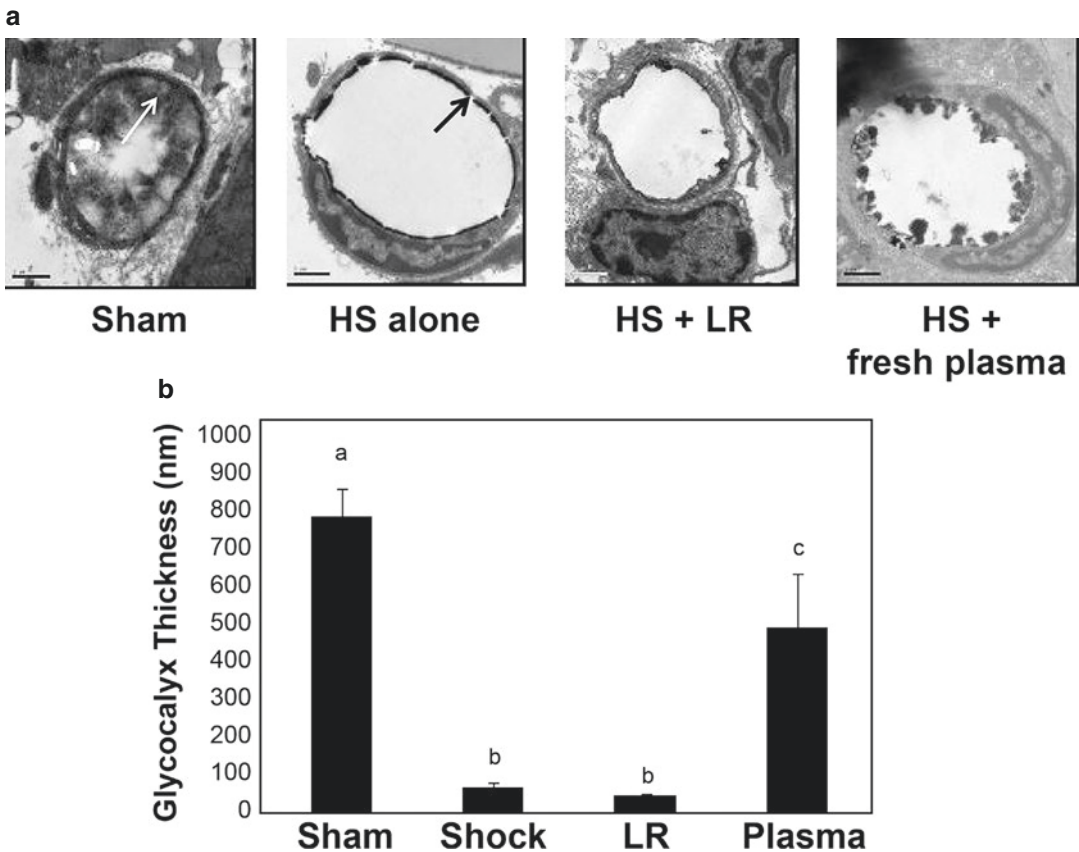 a
Sham
HS alone
HS + LR
HS +
fresh plasma
b
Glycocalyx Thickness (nm)
1000
900
800
700
600
500
400
300
200
100
0
a
b
b
c
Sham
Shock
LR
Plasma